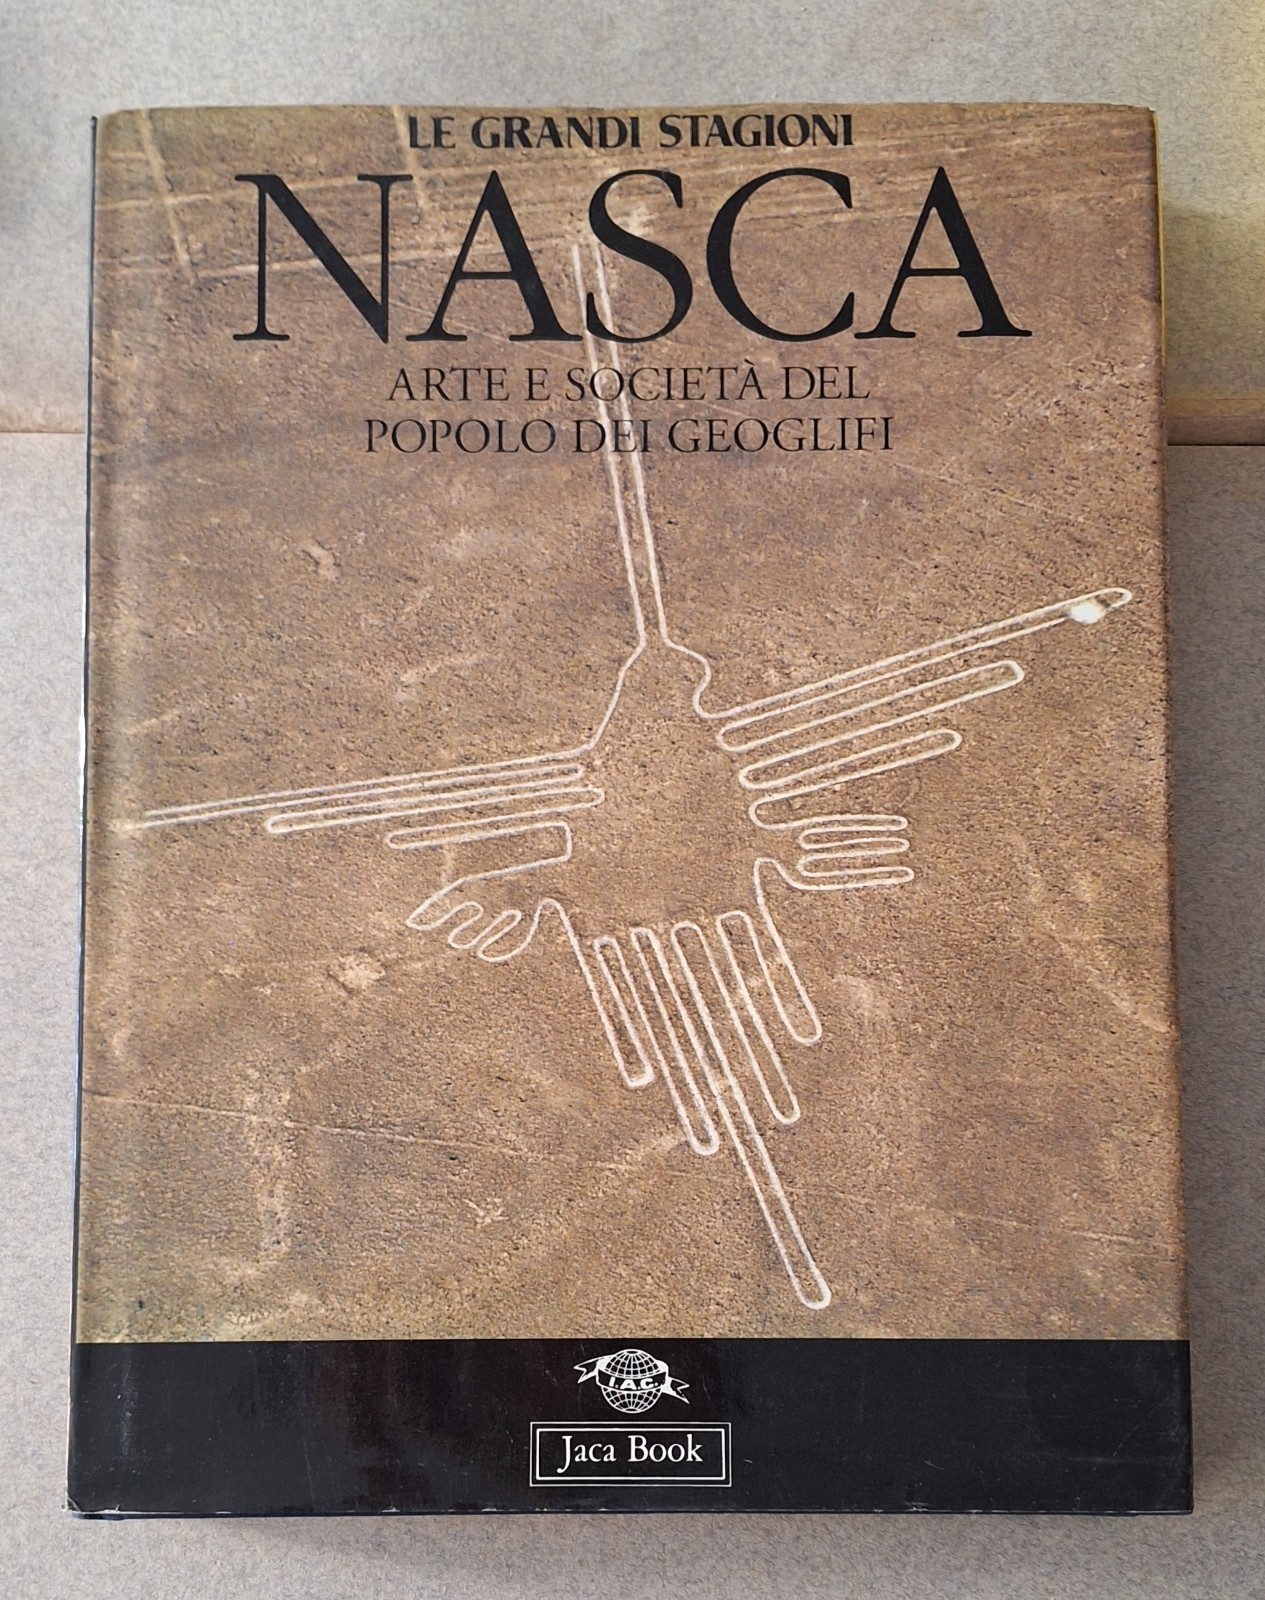 LE GRANDI STAGIONI
NASCA
ARTE E SOCIETÀ DEL
POPOLO DEI GEOGLIFI
I.A.C.
Jaca Book